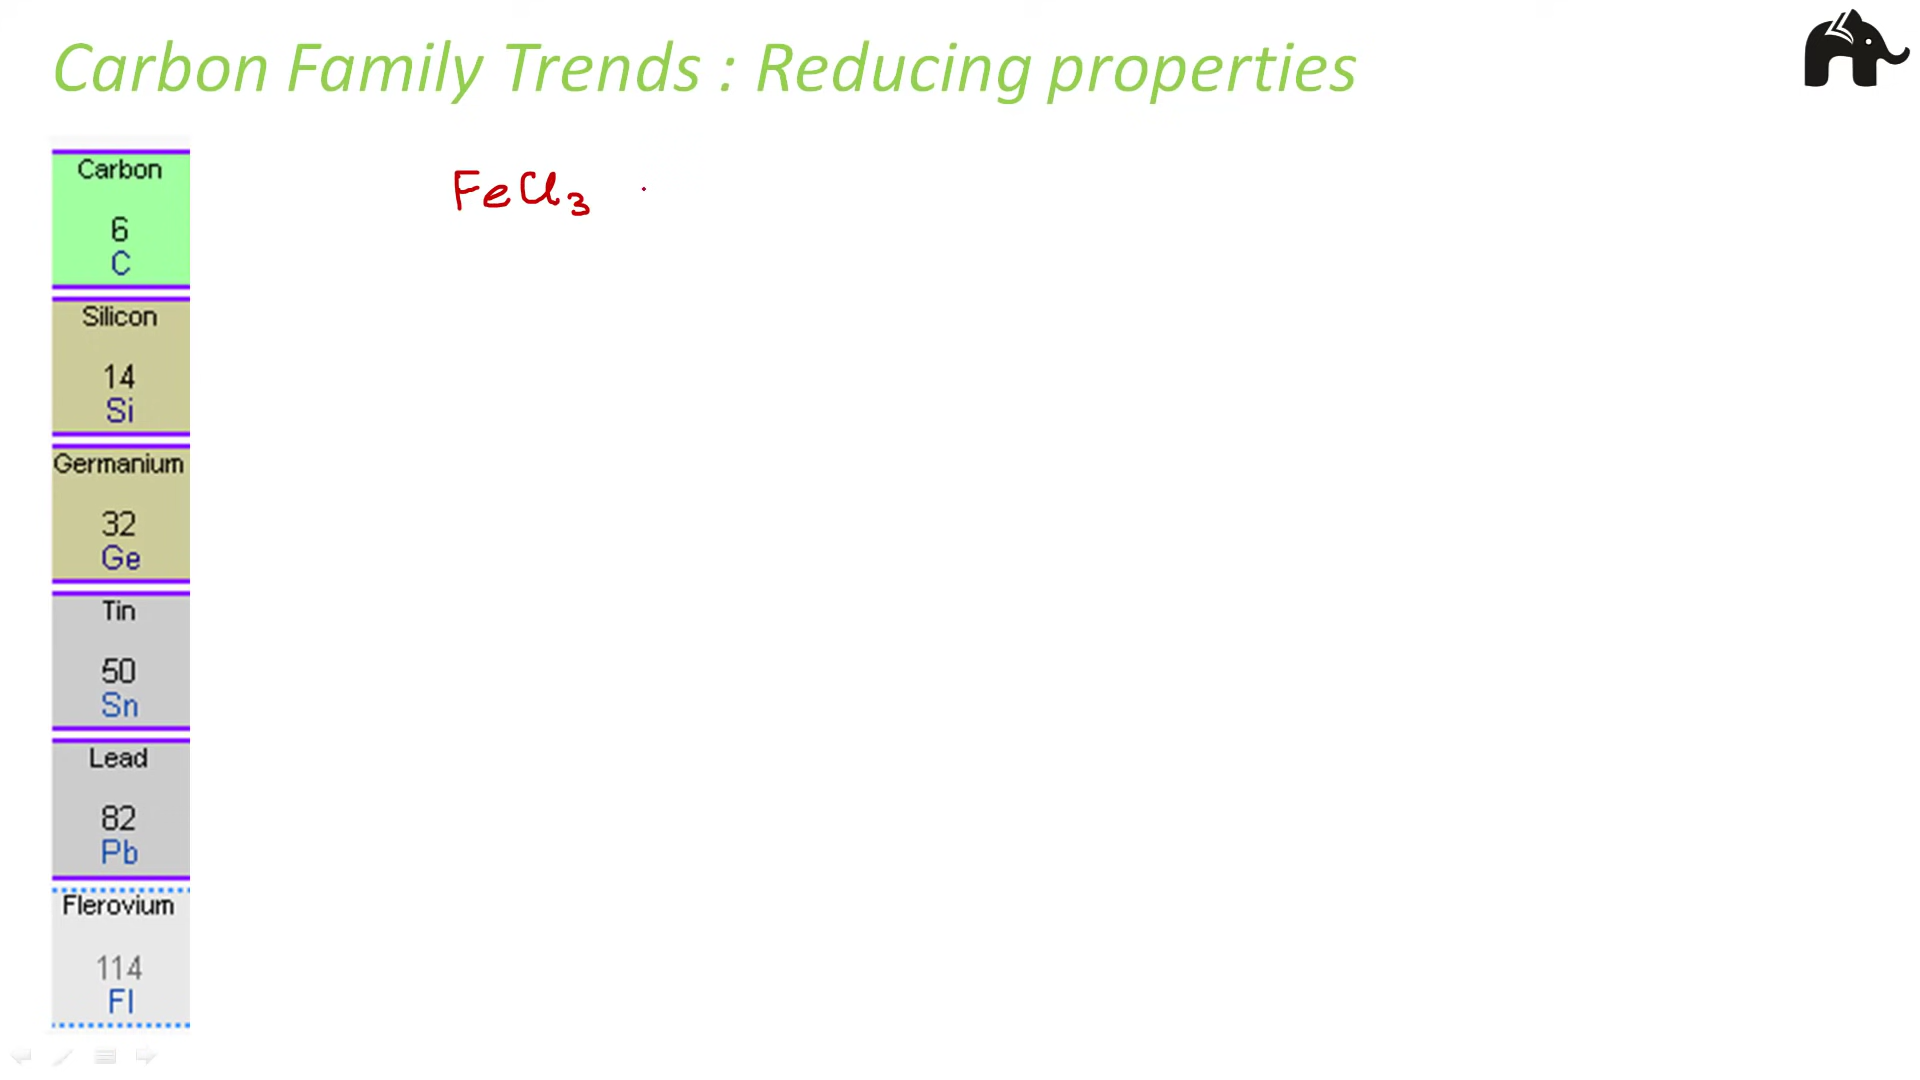 Carbon Family Trends : Reducing properties
FeCl₃
Carbon
6
C
Silicon
14
Si
Germanium
32
Ge
Tin
50
Sn
Lead
82
Pb
Flerovium
114
Fl